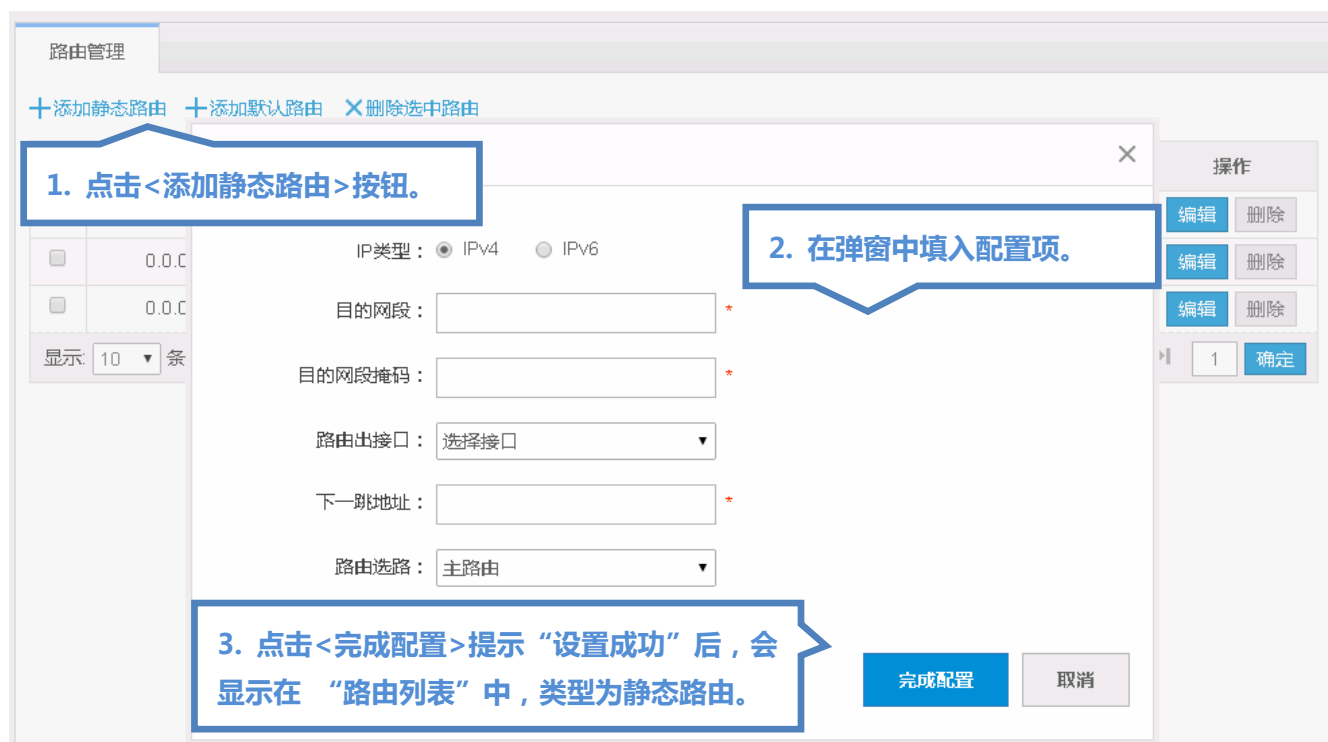 路由管理
添加静态路由 添加默认路由 删除选中路由
1. 点击<添加静态路由>按钮。
操作
编辑 删除
IP类型： IPv4 IPv6
2. 在弹窗中填入配置项。
0.0.0
编辑 删除
目的网段： *
0.0.0
编辑 删除
显示: 10 条
1 确定
目的网段掩码： *
路由出接口： 选择接口
下一跳地址： *
路由选路： 主路由
3. 点击<完成配置>提示“设置成功”后，会
显示在 “路由列表”中，类型为静态路由。
完成配置 取消